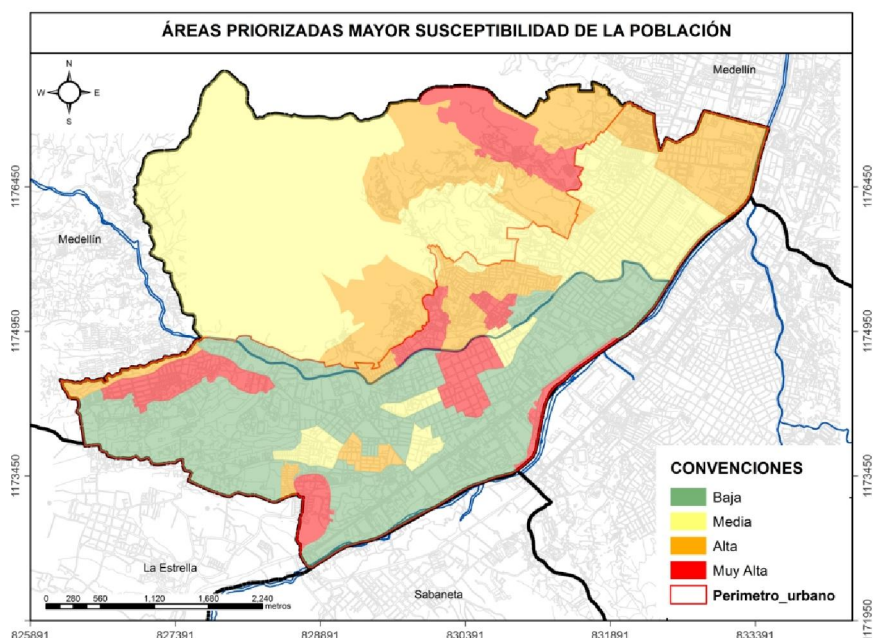 ÁREAS PRIORIZADAS MAYOR SUSCEPTIBILIDAD DE LA POBLACIÓN
N
W E
S
Medellín
Medellín
1176450
1176450
1174950
1174950
1173450
1173450
CONVENCIONES
Baja
Media
Alta
Muy Alta
Perimetro_urbano
La Estrella
Sabaneta
0 280 560 1.120 1.680 2.240
metros
1171950
825891 827391 828891 830391 831891 833391